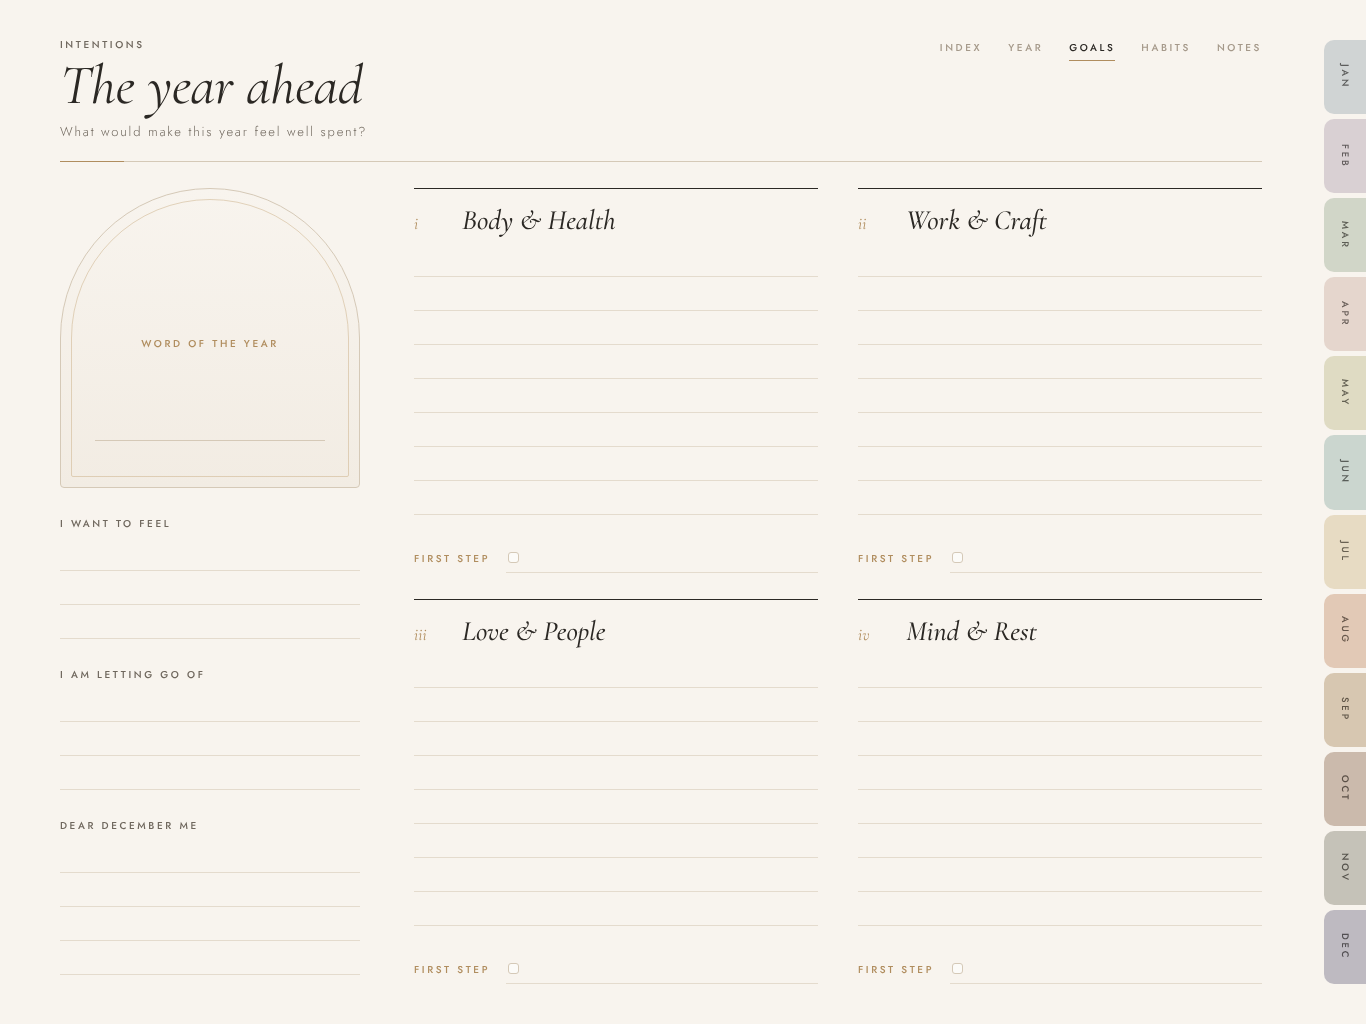 INTENTIONS
The year ahead
What would make this year feel well spent?
INDEX YEAR GOALS HABITS NOTES
WORD OF THE YEAR
I WANT TO FEEL
I AM LETTING GO OF
DEAR DECEMBER ME
i Body & Health
FIRST STEP
ii Work & Craft
FIRST STEP
iii Love & People
FIRST STEP
iv Mind & Rest
FIRST STEP
JAN
FEB
MAR
APR
MAY
JUN
JUL
AUG
SEP
OCT
NOV
DEC